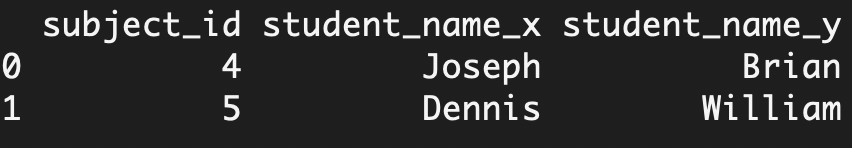 subject_id student_name_x student_name_y
0 4 Joseph Brian
1 5 Dennis William